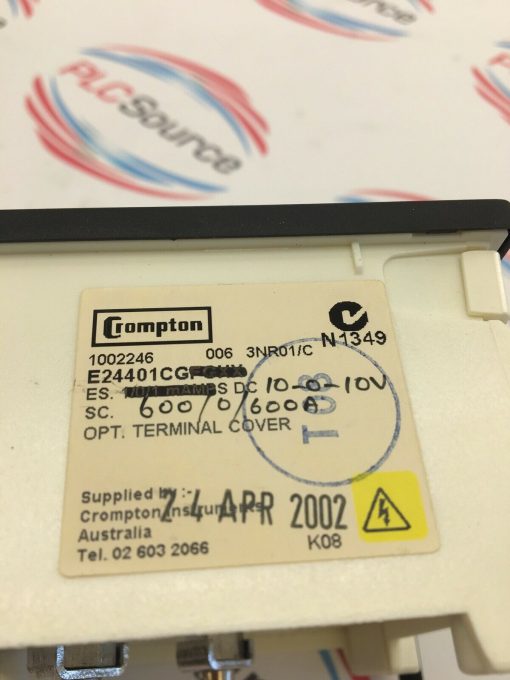 PLCSource
Crompton
1002246 006 3NR01/C
N1349
E24401CG
ES. DC 10-0-10V
SC. 600/0/600A
OPT. TERMINAL COVER
T08
Supplied by :-
24 APR 2002
Crompton Instruments
Australia
K08
Tel. 02 603 2066